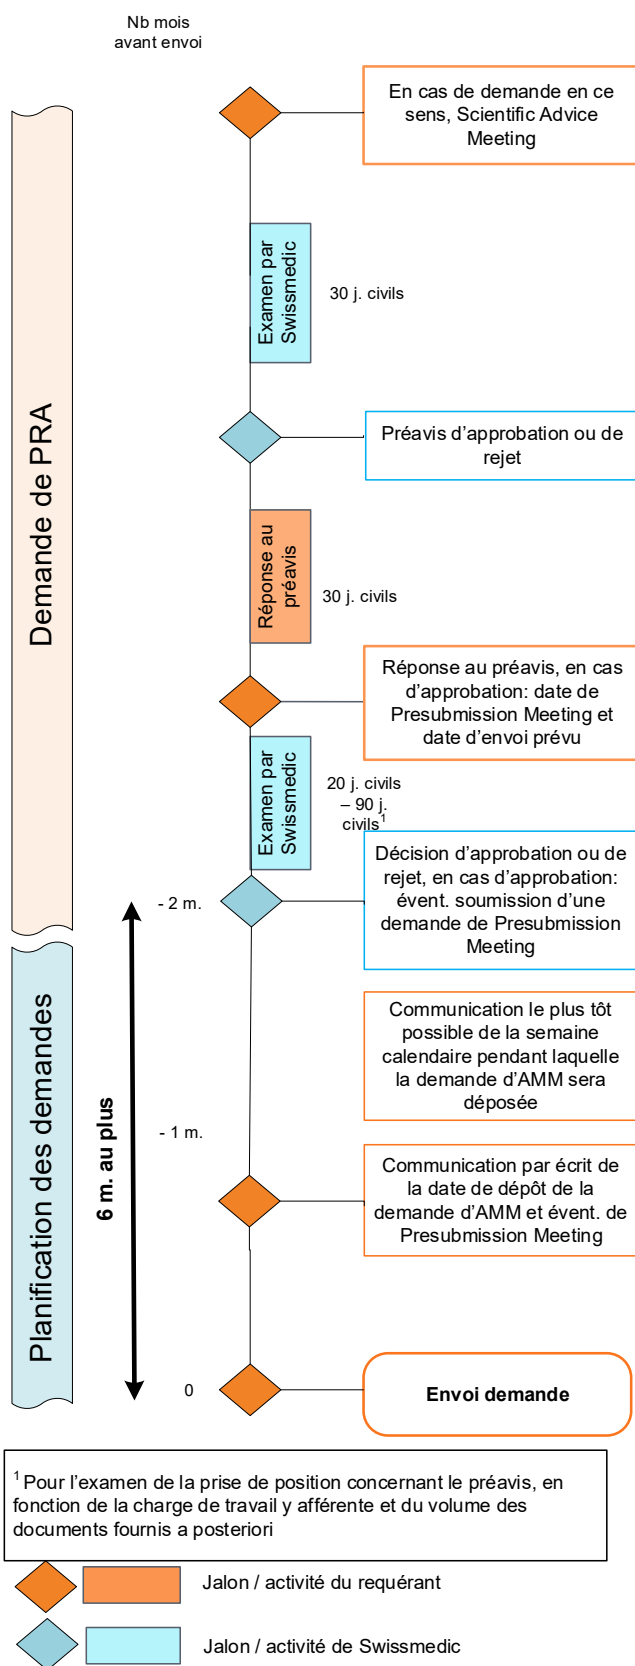 Nb mois
avant envoi
En cas de demande en ce
sens, Scientific Advice
Meeting
Examen par
Swissmedic
30 j. civils
Demande de PRA
Préavis d'approbation ou de
rejet
Réponse au
préavis
30 j. civils
Réponse au préavis, en cas
d'approbation: date de
Presubmission Meeting et
date d'envoi prévu
Examen par
Swissmedic
20 j. civils
– 90 j.
civils1
Décision d'approbation ou de
rejet, en cas d'approbation:
évent. soumission d'une
demande de Presubmission
Meeting
- 2 m.
Planification des demandes
6 m. au plus
Communication le plus tôt
possible de la semaine
calendaire pendant laquelle
la demande d'AMM sera
déposée
- 1 m.
Communication par écrit de
la date de dépôt de la
demande d'AMM et évent. de
Presubmission Meeting
0
Envoi demande
1 Pour l'examen de la prise de position concernant le préavis, en
fonction de la charge de travail y afférente et du volume des
documents fournis a posteriori
Jalon / activité du requérant
Jalon / activité de Swissmedic